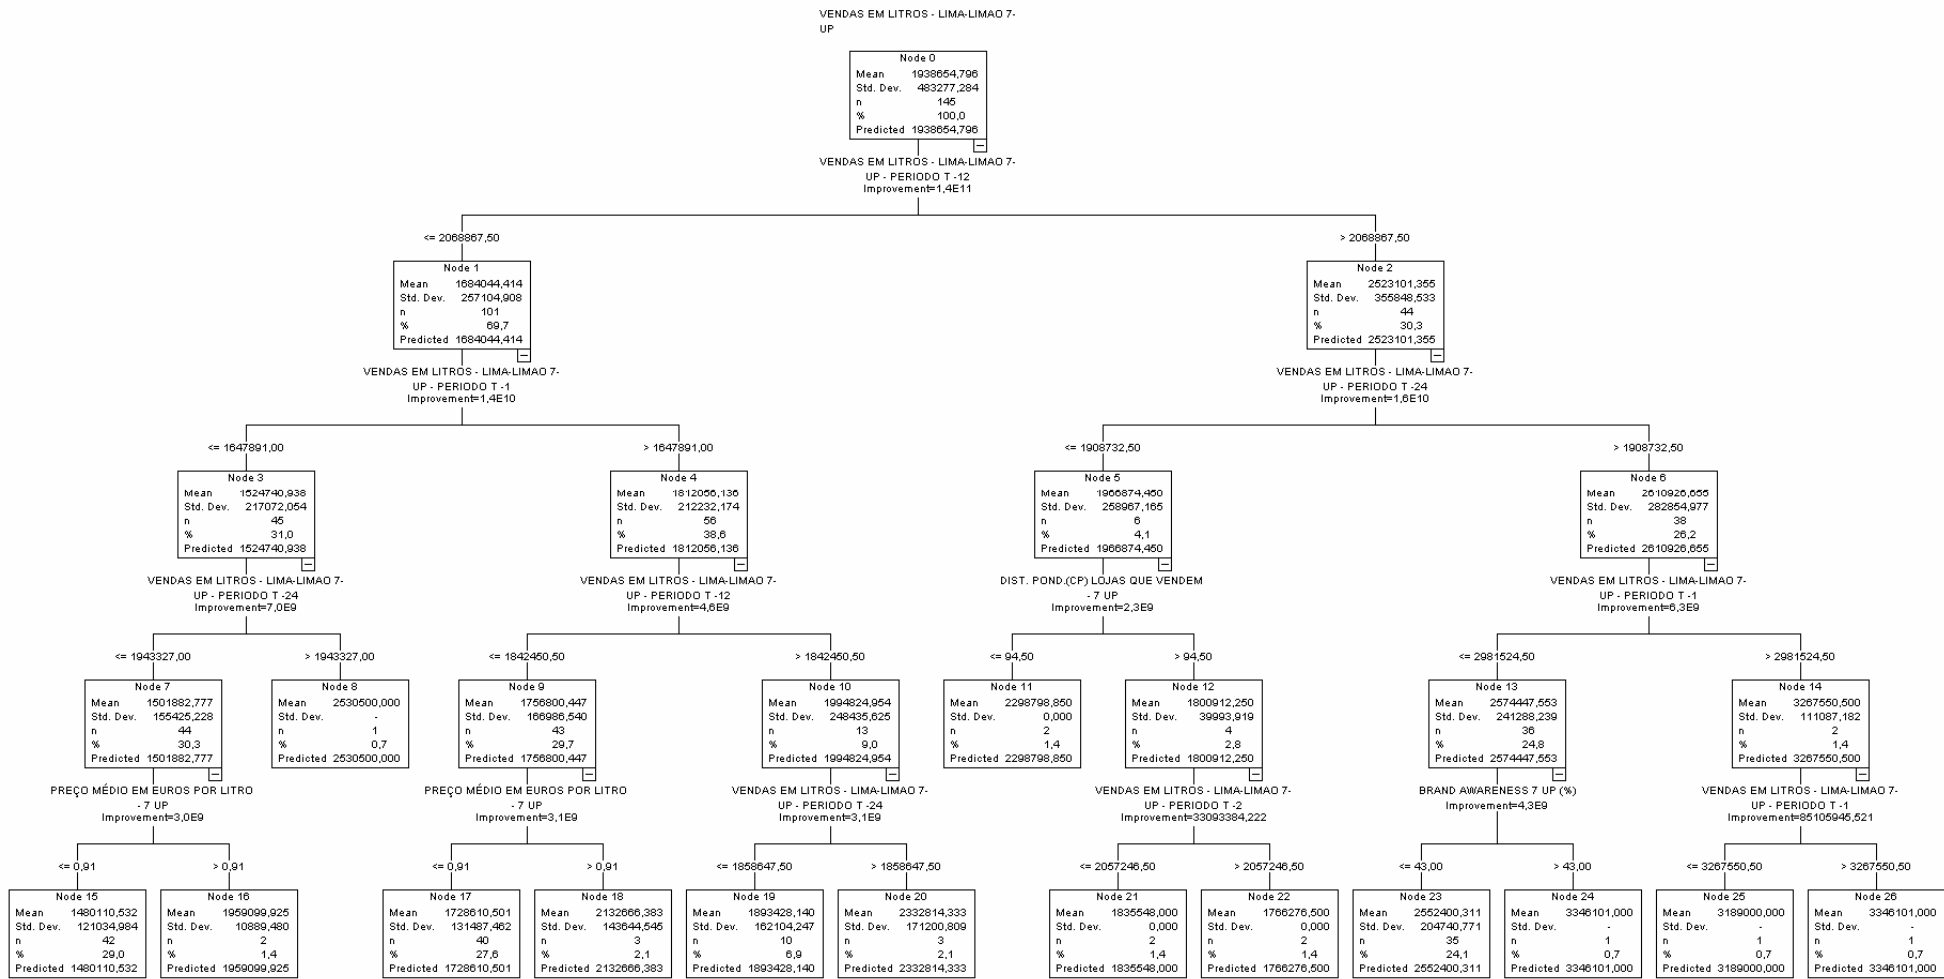 VENDAS EM LITROS - LIMA-LIMAO 7-
UP
Node 0
Mean 1938654,796
Std. Dev. 483277,284
n 145
% 100,0
Predicted 1938654,796
VENDAS EM LITROS - LIMA-LIMAO 7-
UP - PERIODO T -12
Improvement=1,4E11
<= 2068867,50
> 2068867,50
Node 1
Mean 1684044,414
Std. Dev. 257104,908
n 101
% 69,7
Predicted 1684044,414
Node 2
Mean 2523101,355
Std. Dev. 355848,533
n 44
% 30,3
Predicted 2523101,355
VENDAS EM LITROS - LIMA-LIMAO 7-
UP - PERIODO T -1
Improvement=1,4E10
VENDAS EM LITROS - LIMA-LIMAO 7-
UP - PERIODO T -24
Improvement=1,6E10
<= 1647891,00
> 1647891,00
<= 1908732,50
> 1908732,50
Node 3
Mean 1524740,938
Std. Dev. 217072,054
n 45
% 31,0
Predicted 1524740,938
Node 4
Mean 1812056,136
Std. Dev. 212232,174
n 56
% 38,6
Predicted 1812056,136
Node 5
Mean 1966874,450
Std. Dev. 258967,165
n 6
% 4,1
Predicted 1966874,450
Node 6
Mean 2610926,655
Std. Dev. 282854,977
n 38
% 26,2
Predicted 2610926,655
VENDAS EM LITROS - LIMA-LIMAO 7-
UP - PERIODO T -24
Improvement=7,0E9
VENDAS EM LITROS - LIMA-LIMAO 7-
UP - PERIODO T -12
Improvement=4,6E9
DIST. POND.(CP) LOJAS QUE VENDEM
- 7 UP
Improvement=2,3E9
VENDAS EM LITROS - LIMA-LIMAO 7-
UP - PERIODO T -1
Improvement=6,3E9
<= 1943327,00
> 1943327,00
<= 1842450,50
> 1842450,50
<= 94,50
> 94,50
<= 2981524,50
> 2981524,50
Node 7
Mean 1501882,777
Std. Dev. 155425,228
n 44
% 30,3
Predicted 1501882,777
Node 8
Mean 2530500,000
Std. Dev. -
n 1
% 0,7
Predicted 2530500,000
Node 9
Mean 1756800,447
Std. Dev. 166986,540
n 43
% 29,7
Predicted 1756800,447
Node 10
Mean 1994824,954
Std. Dev. 248435,625
n 13
% 9,0
Predicted 1994824,954
Node 11
Mean 2298798,850
Std. Dev. 0,000
n 2
% 1,4
Predicted 2298798,850
Node 12
Mean 1800912,250
Std. Dev. 39993,919
n 4
% 2,8
Predicted 1800912,250
Node 13
Mean 2574447,553
Std. Dev. 241288,239
n 36
% 24,8
Predicted 2574447,553
Node 14
Mean 3267550,500
Std. Dev. 111087,182
n 2
% 1,4
Predicted 3267550,500
PREÇO MÉDIO EM EUROS POR LITRO
- 7 UP
Improvement=3,0E9
PREÇO MÉDIO EM EUROS POR LITRO
- 7 UP
Improvement=3,1E9
VENDAS EM LITROS - LIMA-LIMAO 7-
UP - PERIODO T -24
Improvement=3,1E9
VENDAS EM LITROS - LIMA-LIMAO 7-
UP - PERIODO T -2
Improvement=33093384,222
BRAND AWARENESS 7 UP (%)
Improvement=4,3E9
VENDAS EM LITROS - LIMA-LIMAO 7-
UP - PERIODO T -1
Improvement=85105945,521
<= 0,91
> 0,91
<= 0,91
> 0,91
<= 1858647,50
> 1858647,50
<= 2057246,50
> 2057246,50
<= 43,00
> 43,00
<= 3267550,50
> 3267550,50
Node 15
Mean 1480110,532
Std. Dev. 121034,984
n 42
% 29,0
Predicted 1480110,532
Node 16
Mean 1959099,925
Std. Dev. 10889,480
n 2
% 1,4
Predicted 1959099,925
Node 17
Mean 1728610,501
Std. Dev. 131487,462
n 40
% 27,6
Predicted 1728610,501
Node 18
Mean 2132666,383
Std. Dev. 143644,545
n 3
% 2,1
Predicted 2132666,383
Node 19
Mean 1893428,140
Std. Dev. 162104,247
n 10
% 6,9
Predicted 1893428,140
Node 20
Mean 2332814,333
Std. Dev. 171200,809
n 3
% 2,1
Predicted 2332814,333
Node 21
Mean 1835548,000
Std. Dev. 0,000
n 2
% 1,4
Predicted 1835548,000
Node 22
Mean 1766276,500
Std. Dev. 0,000
n 2
% 1,4
Predicted 1766276,500
Node 23
Mean 2552400,311
Std. Dev. 204740,771
n 35
% 24,1
Predicted 2552400,311
Node 24
Mean 3346101,000
Std. Dev. -
n 1
% 0,7
Predicted 3346101,000
Node 25
Mean 3189000,000
Std. Dev. -
n 1
% 0,7
Predicted 3189000,000
Node 26
Mean 3346101,000
Std. Dev. -
n 1
% 0,7
Predicted 3346101,000